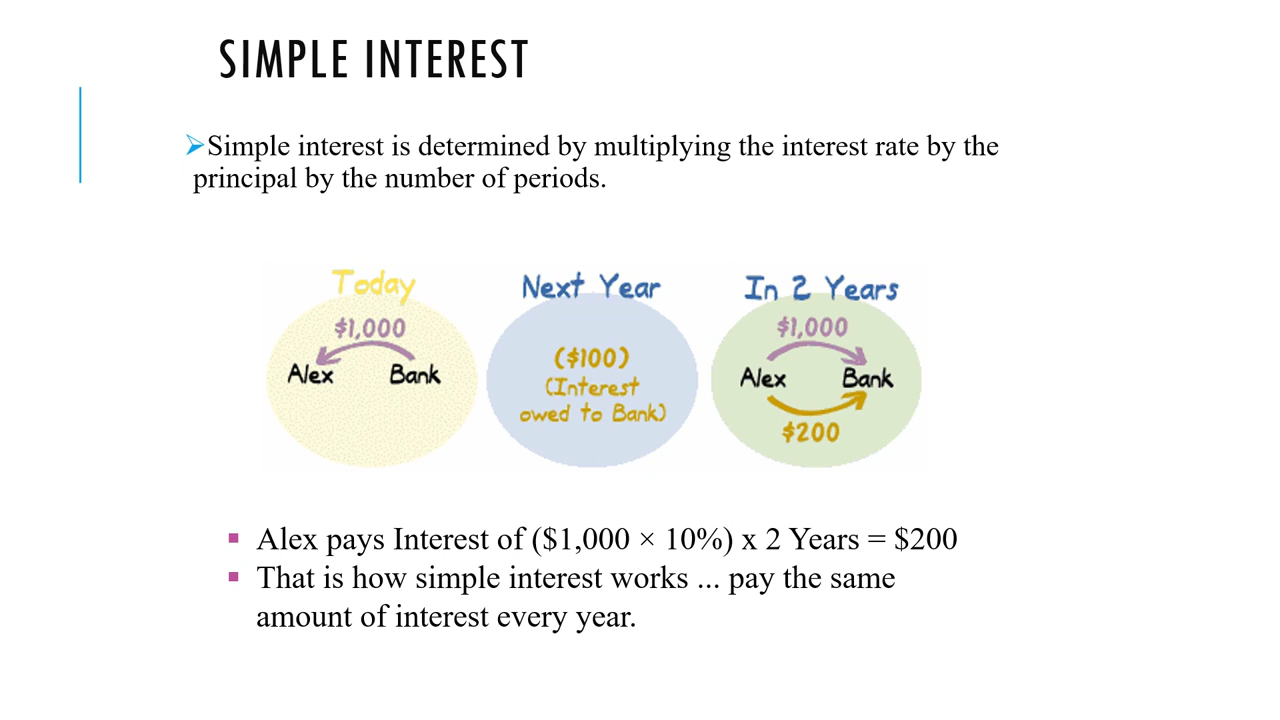 SIMPLE INTEREST
➢Simple interest is determined by multiplying the interest rate by the
principal by the number of periods.
Today
$1,000
Alex Bank
Next Year
($100)
(Interest
owed to Bank)
In 2 Years
$1,000
Alex Bank
$200
▪ Alex pays Interest of ($1,000 × 10%) x 2 Years = $200
▪ That is how simple interest works ... pay the same
amount of interest every year.